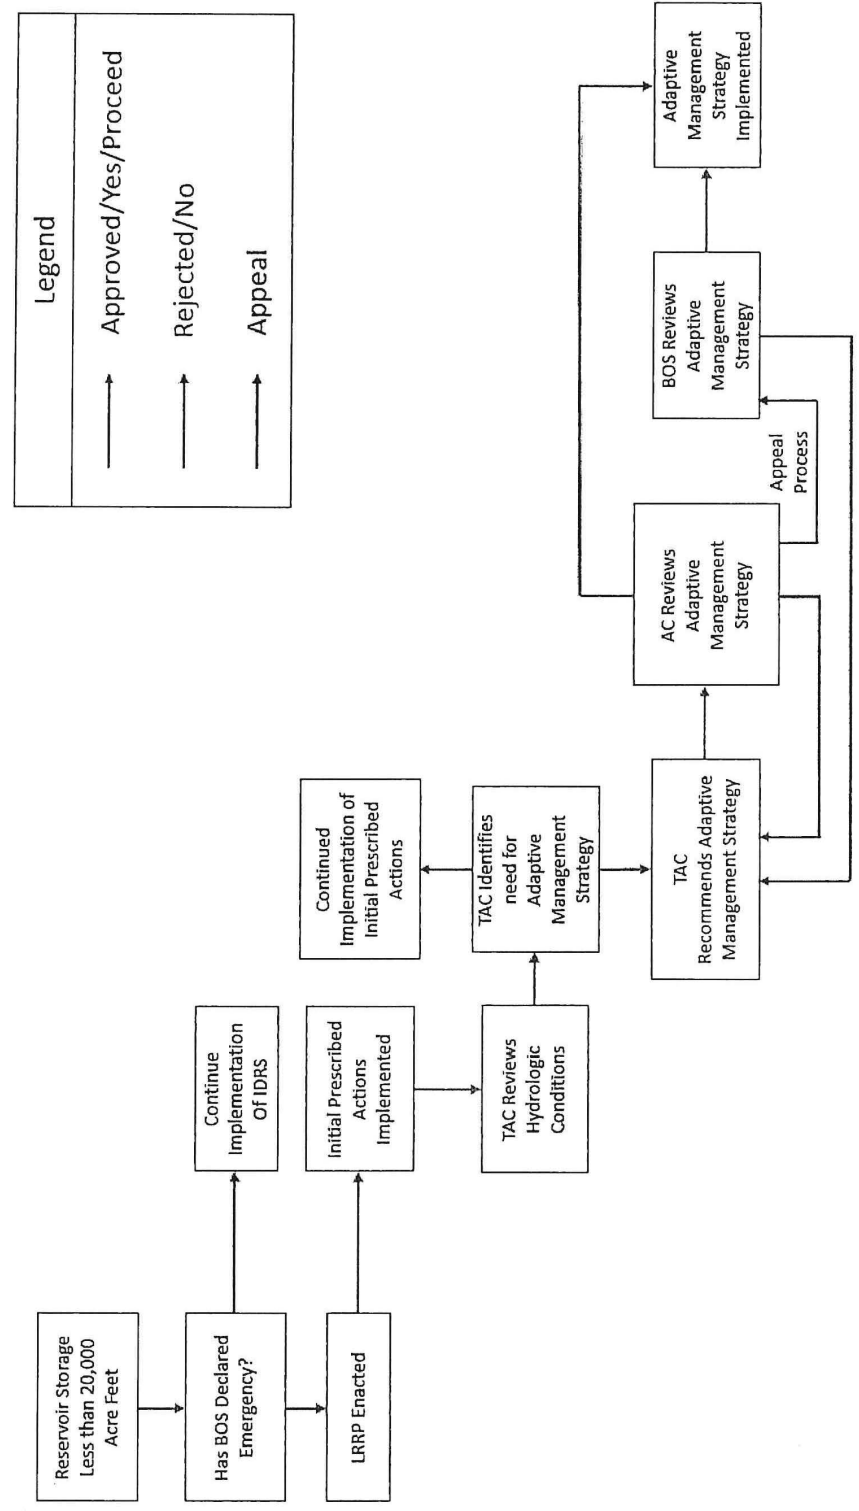 Legend
Approved/Yes/Proceed
Rejected/No
Appeal
Reservoir Storage
Less than 20,000
Acre Feet
Has BOS Declared
Emergency?
Continue
Implementation
Of IDRS
LRRP Enacted
Initial Prescribed
Actions
Implemented
TAC Reviews
Hydrologic
Conditions
Continued
Implementation of
Initial Prescribed
Actions
TAC Identifies
need for
Adaptive
Management
Strategy
TAC
Recommends Adaptive
Management Strategy
AC Reviews
Adaptive
Management
Strategy
Appeal
Process
BOS Reviews
Adaptive
Management
Strategy
Adaptive
Management
Strategy
Implemented